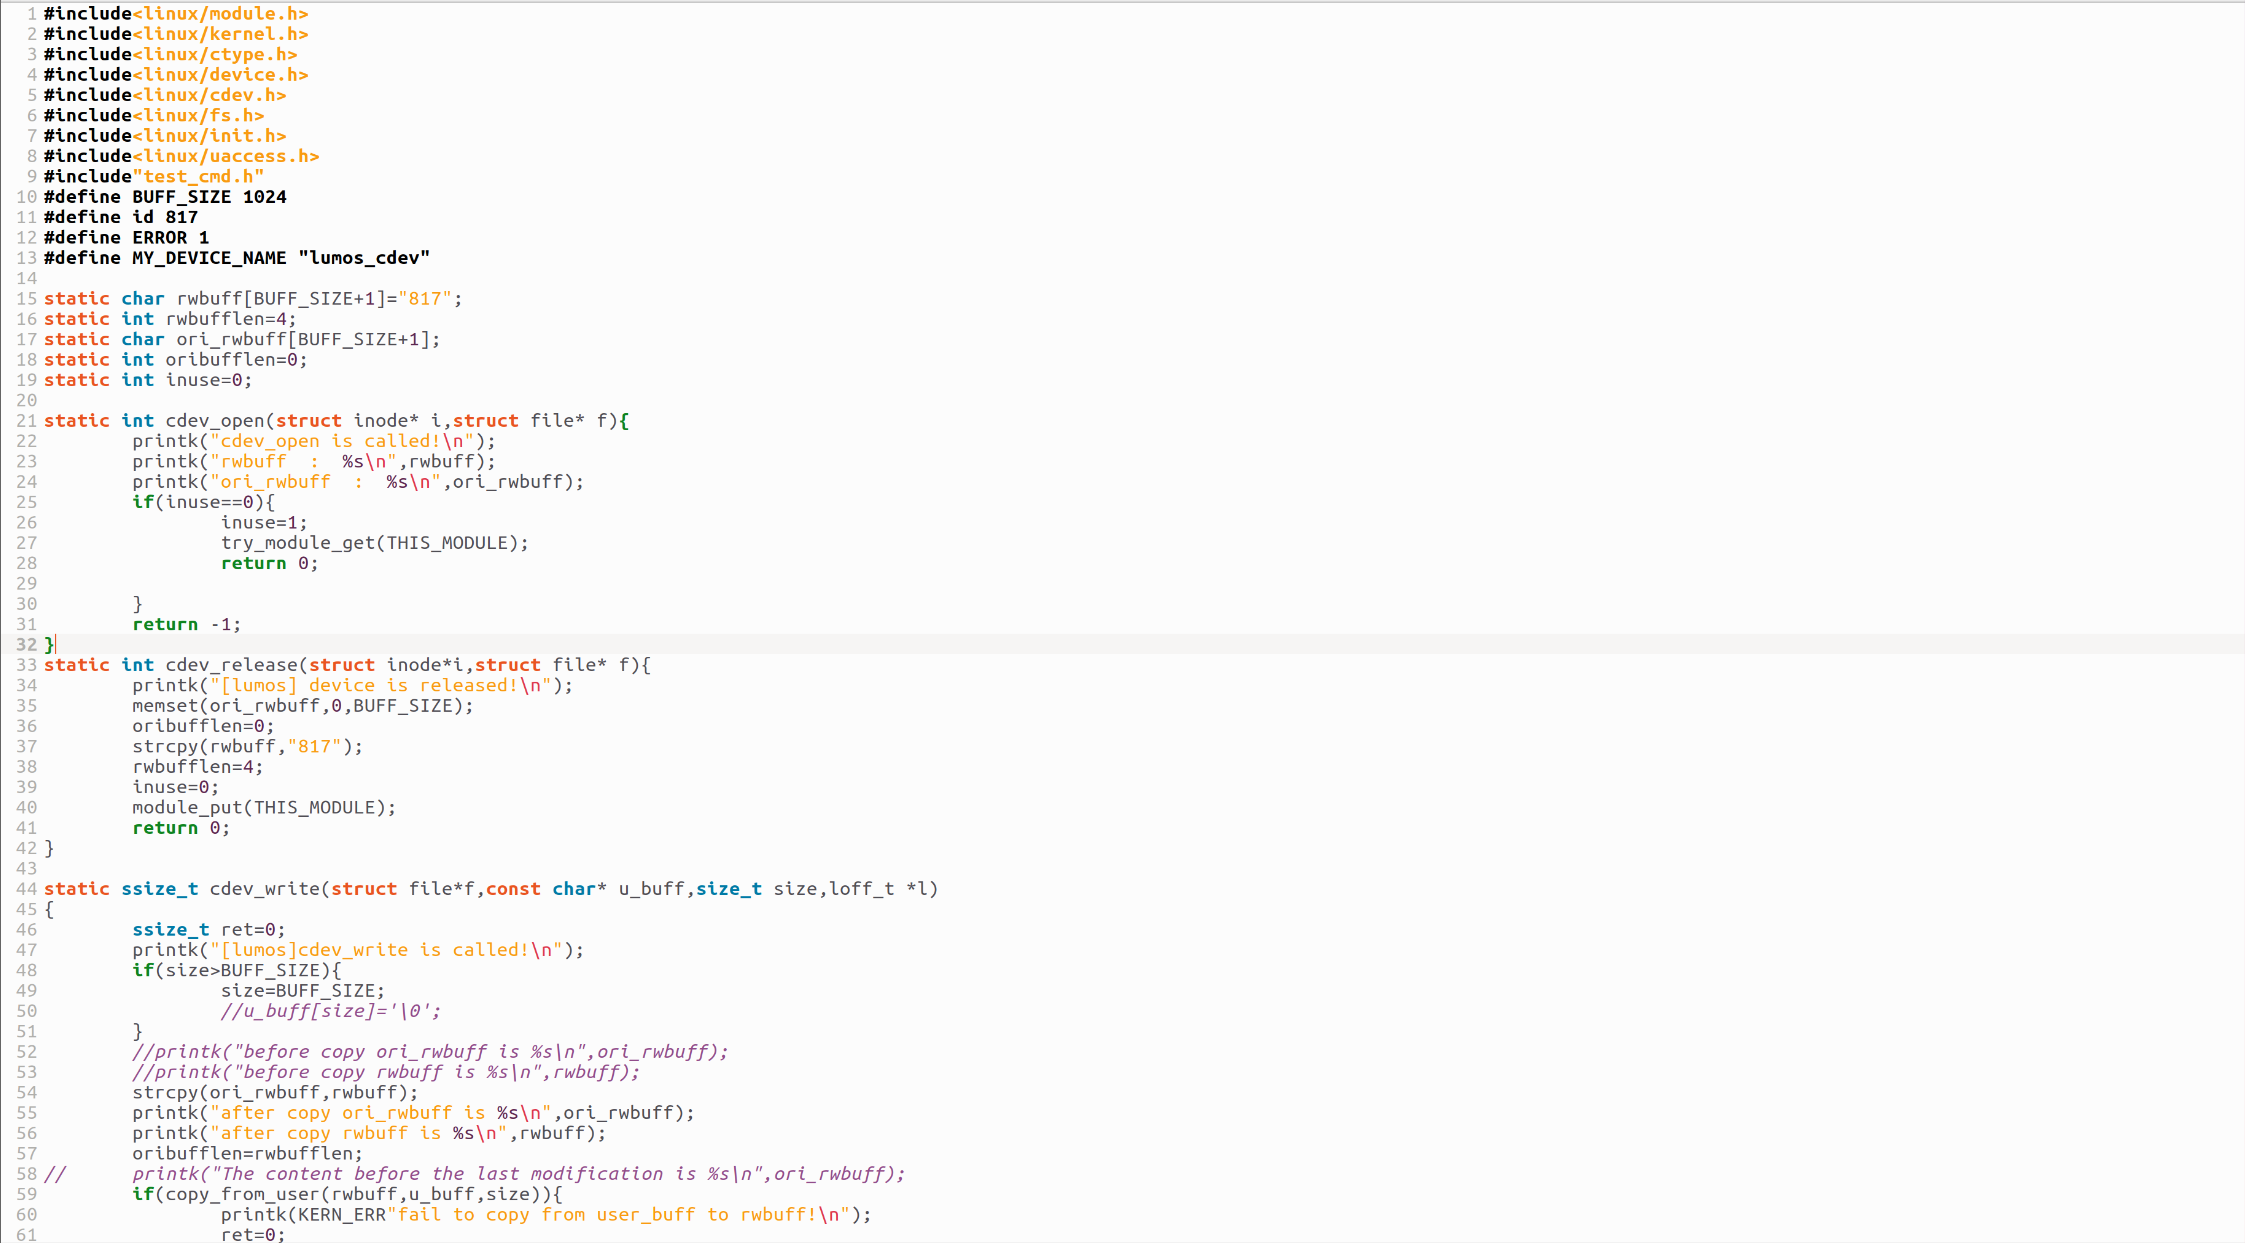 1 #include<linux/module.h>
2 #include<linux/kernel.h>
3 #include<linux/ctype.h>
4 #include<linux/device.h>
5 #include<linux/cdev.h>
6 #include<linux/fs.h>
7 #include<linux/init.h>
8 #include<linux/uaccess.h>
9 #include"test_cmd.h"
10 #define BUFF_SIZE 1024
11 #define id 817
12 #define ERROR 1
13 #define MY_DEVICE_NAME "lumos_cdev"
14
15 static char rwbuff[BUFF_SIZE+1]="817";
16 static int rwbufflen=4;
17 static char ori_rwbuff[BUFF_SIZE+1];
18 static int oribufflen=0;
19 static int inuse=0;
20
21 static int cdev_open(struct inode* i,struct file* f){
22         printk("cdev_open is called!\n");
23         printk("rwbuff  :  %s\n",rwbuff);
24         printk("ori_rwbuff  :  %s\n",ori_rwbuff);
25         if(inuse==0){
26                 inuse=1;
27                 try_module_get(THIS_MODULE);
28                 return 0;
29
30         }
31         return -1;
32 }
33 static int cdev_release(struct inode*i,struct file* f){
34         printk("[lumos] device is released!\n");
35         memset(ori_rwbuff,0,BUFF_SIZE);
36         oribufflen=0;
37         strcpy(rwbuff,"817");
38         rwbufflen=4;
39         inuse=0;
40         module_put(THIS_MODULE);
41         return 0;
42 }
43
44 static ssize_t cdev_write(struct file*f,const char* u_buff,size_t size,loff_t *l)
45 {
46         ssize_t ret=0;
47         printk("[lumos]cdev_write is called!\n");
48         if(size>BUFF_SIZE){
49                 size=BUFF_SIZE;
50                 //u_buff[size]='\0';
51         }
52         //printk("before copy ori_rwbuff is %s\n",ori_rwbuff);
53         //printk("before copy rwbuff is %s\n",rwbuff);
54         strcpy(ori_rwbuff,rwbuff);
55         printk("after copy ori_rwbuff is %s\n",ori_rwbuff);
56         printk("after copy rwbuff is %s\n",rwbuff);
57         oribufflen=rwbufflen;
58 //      printk("The content before the last modification is %s\n",ori_rwbuff);
59         if(copy_from_user(rwbuff,u_buff,size)){
60                 printk(KERN_ERR"fail to copy from user_buff to rwbuff!\n");
61                 ret=0;